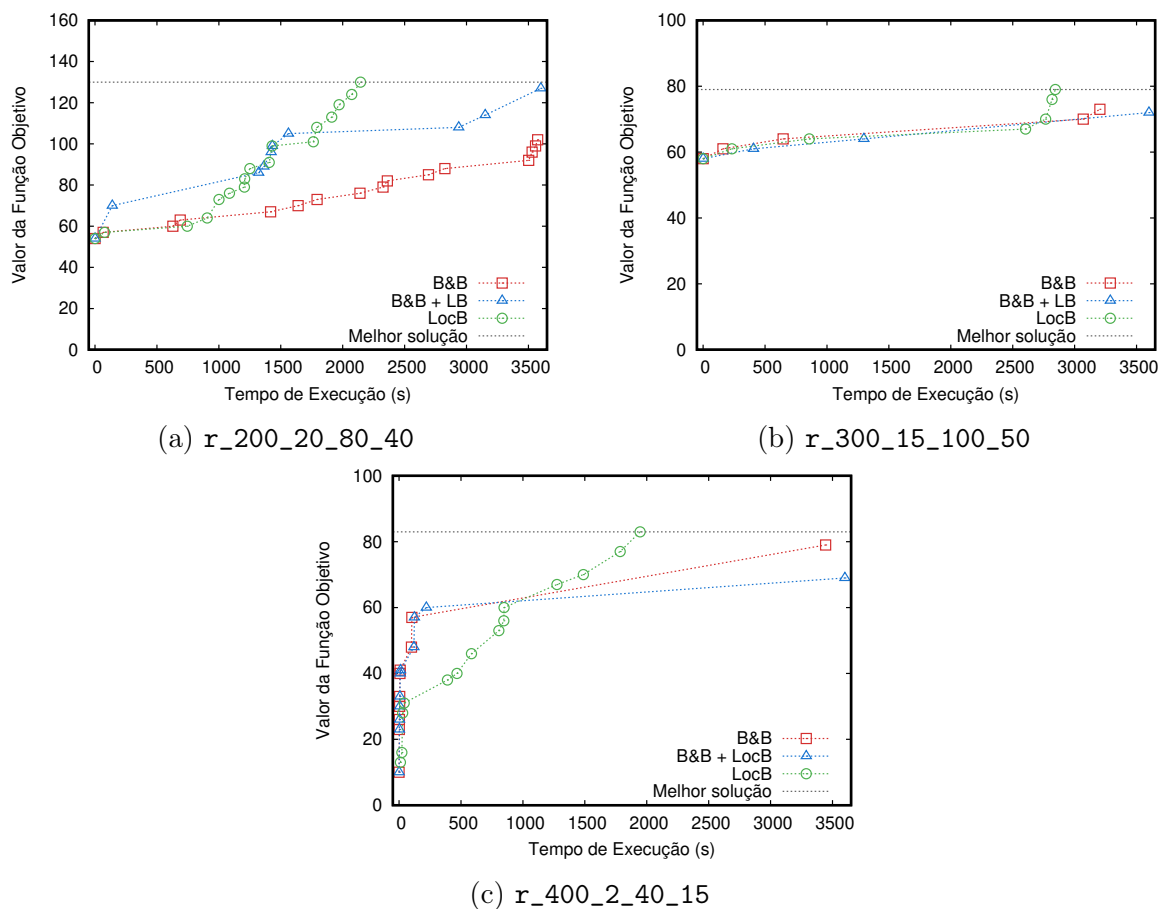 160
140
120
100
80
60
40
20
0
Valor da Função Objetivo
B&B
B&B + LB
LocB
Melhor solução
0 500 1000 1500 2000 2500 3000 3500
Tempo de Execução (s)
(a) r_200_20_80_40
100
80
60
40
20
0
Valor da Função Objetivo
B&B
B&B + LB
LocB
Melhor solução
0 500 1000 1500 2000 2500 3000 3500
Tempo de Execução (s)
(b) r_300_15_100_50
100
80
60
40
20
0
Valor da Função Objetivo
B&B
B&B + LocB
LocB
Melhor solução
0 500 1000 1500 2000 2500 3000 3500
Tempo de Execução (s)
(c) r_400_2_40_15